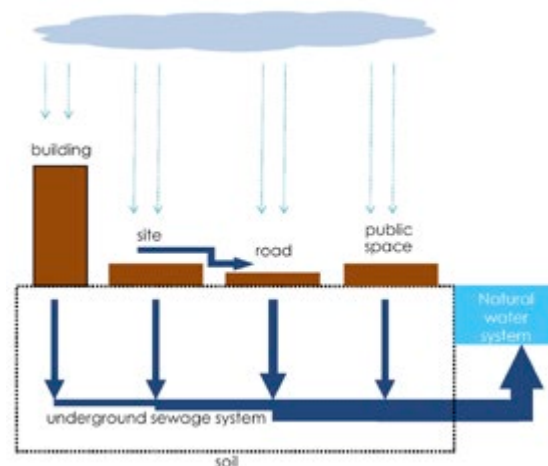 building
site
road
public
space
Natural
water
system
underground sewage system
soil